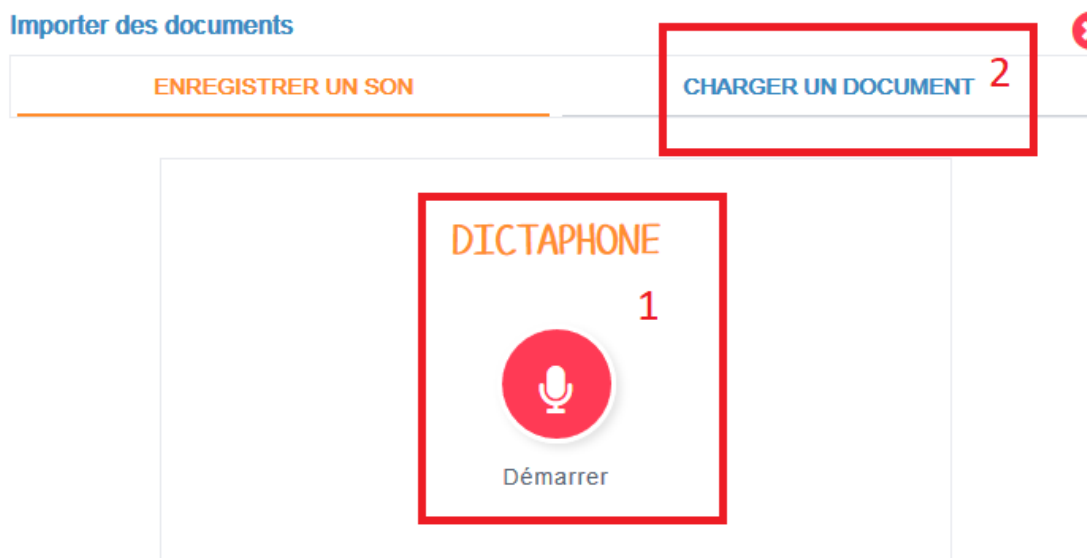 Importer des documents
ENREGISTRER UN SON
CHARGER UN DOCUMENT 2
DICTAPHONE
1
Démarrer